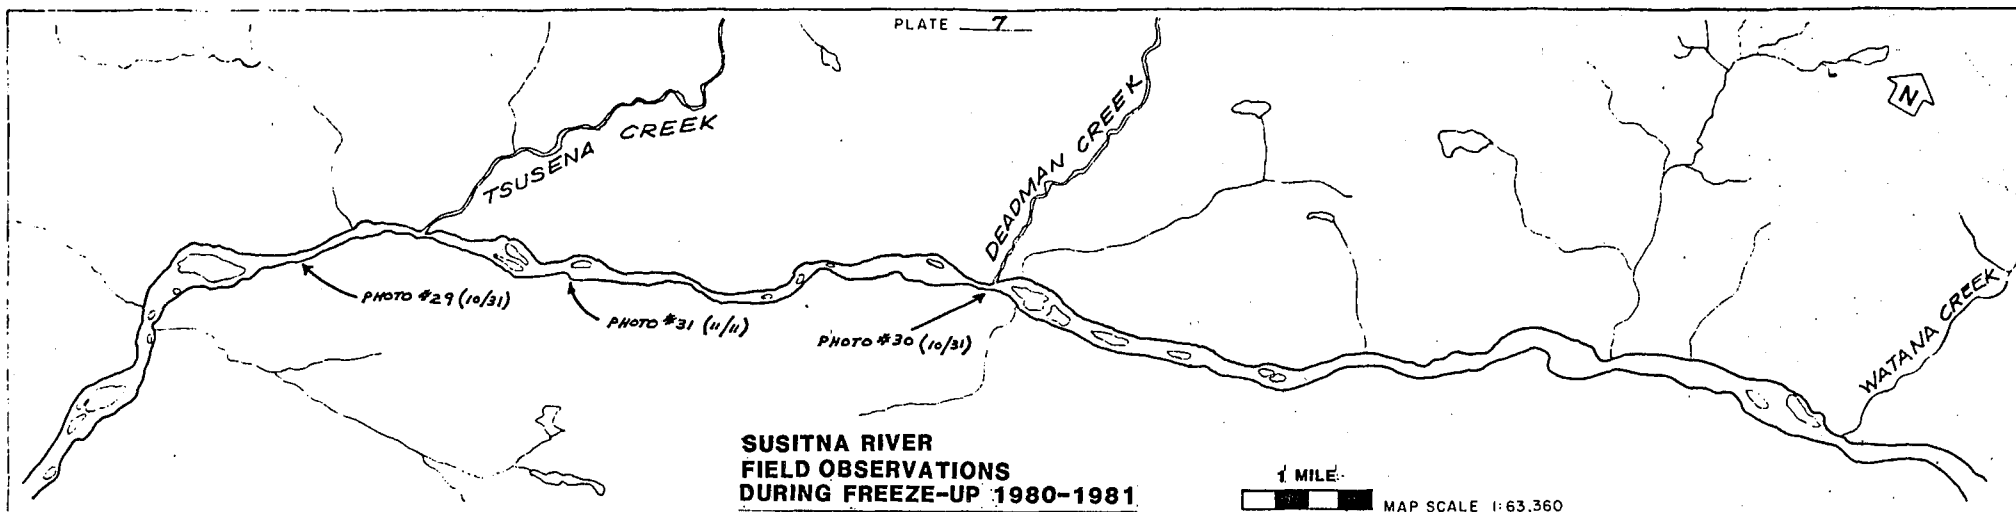 PLATE 7
N
TSUSENA CREEK
DEADMAN CREEK
WATANA CREEK
PHOTO #29 (10/31)
PHOTO #31 (11/11)
PHOTO #30 (10/31)
SUSITNA RIVER
FIELD OBSERVATIONS
DURING FREEZE-UP 1980-1981
1 MILE
MAP SCALE 1:63,360